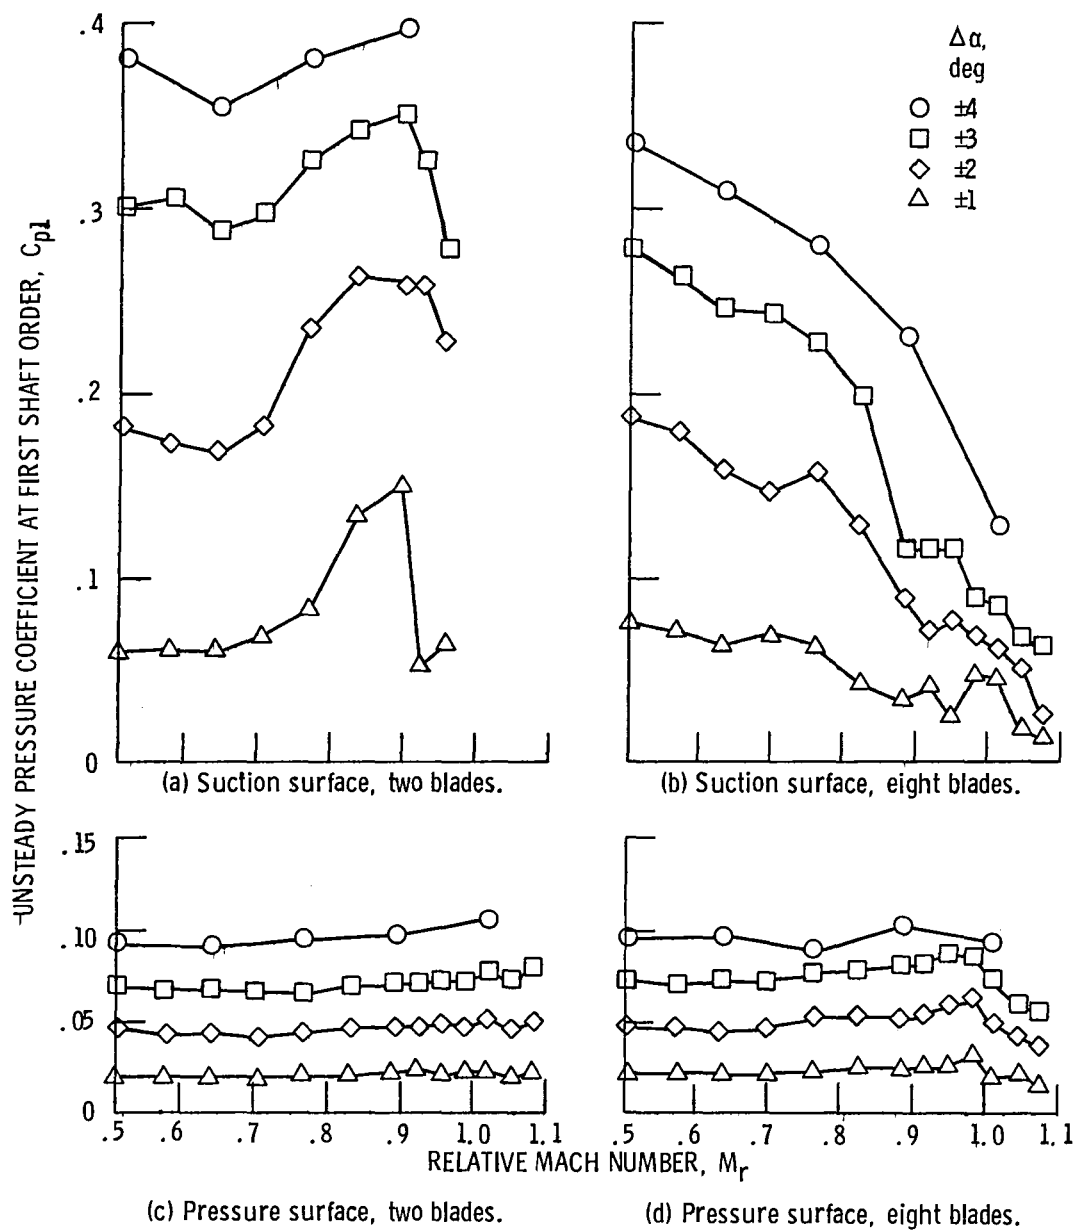 UNSTEADY PRESSURE COEFFICIENT AT FIRST SHAFT ORDER, Cp1
.4
.3
.2
.1
0
Δα,
deg
±4
±3
±2
±1
(a) Suction surface, two blades.
(b) Suction surface, eight blades.
.15
.10
.05
0
.5 .6 .7 .8 .9 1.0 1.1
.5 .6 .7 .8 .9 1.0 1.1
RELATIVE MACH NUMBER, Mr
(c) Pressure surface, two blades.
(d) Pressure surface, eight blades.